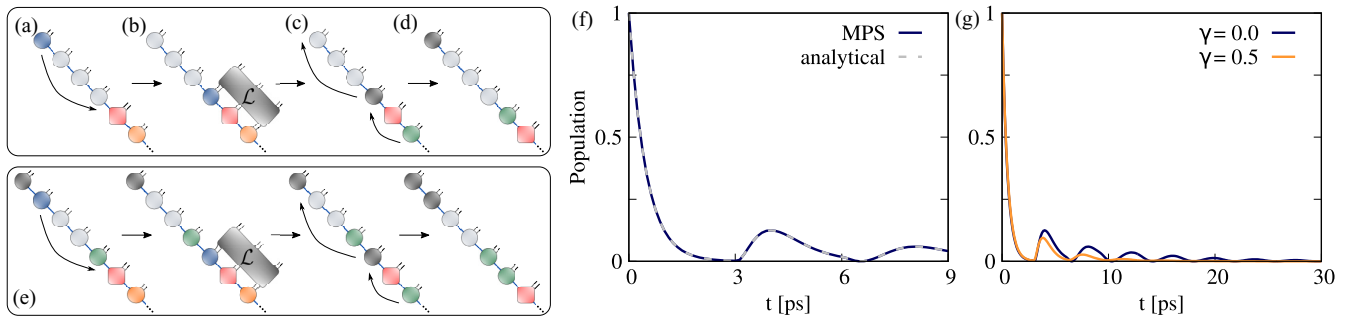 (a)
(b)
(c)
(d)
ℒ
(e)
ℒ
(f)
1
0.5
0
Population
MPS
analytical
0
3
6
9
t [ps]
(g)
1
0.5
0
γ = 0.0
γ = 0.5
0
10
20
30
t [ps]